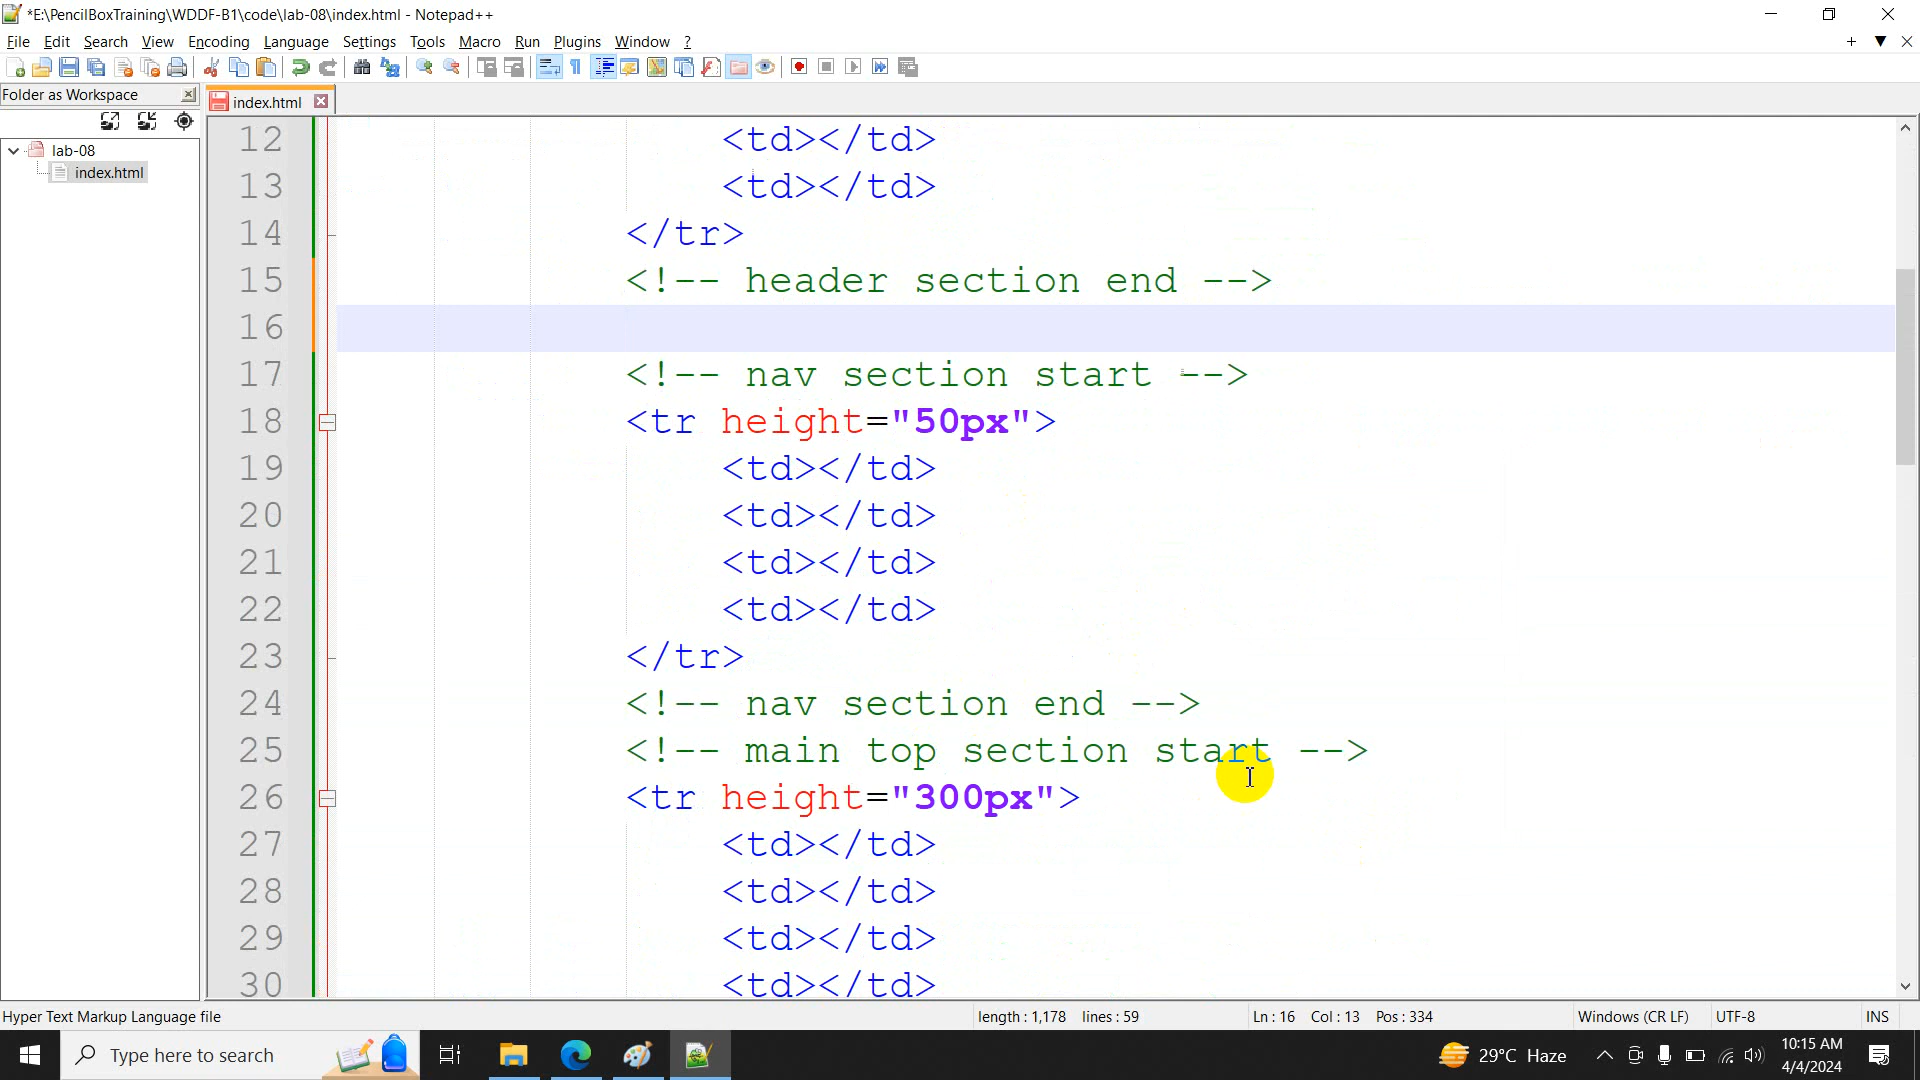 *E:\PencilBoxTraining\WDDF-B1\code\lab-08\index.html - Notepad++
File Edit Search View Encoding Language Settings Tools Macro Run Plugins Window ?
Folder as Workspace
index.html
lab-08
index.html
12 <td></td>
13 <td></td>
14 </tr>
15 <!-- header section end -->
16
17 <!-- nav section start -->
18 <tr height="50px">
19 <td></td>
20 <td></td>
21 <td></td>
22 <td></td>
23 </tr>
24 <!-- nav section end -->
25 <!-- main top section start -->
26 <tr height="300px">
27 <td></td>
28 <td></td>
29 <td></td>
30 <td></td>
Hyper Text Markup Language file length : 1,178 lines : 59 Ln : 16 Col : 13 Pos : 334 Windows (CR LF) UTF-8 INS
Type here to search 29°C Haze 10:15 AM
4/4/2024